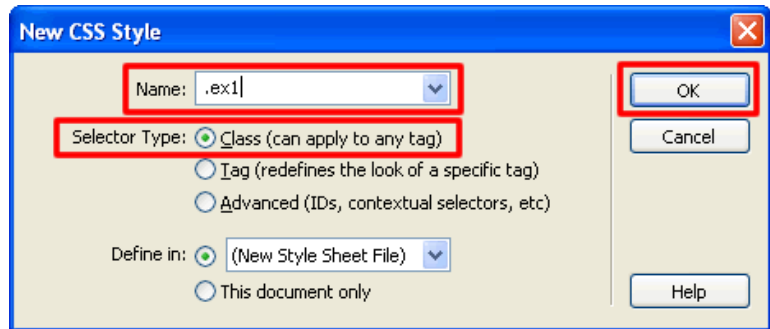 New CSS Style
Name: .ex1 OK
Selector Type: Class (can apply to any tag) Cancel
Tag (redefines the look of a specific tag)
Advanced (IDs, contextual selectors, etc)
Define in: (New Style Sheet File)
This document only Help